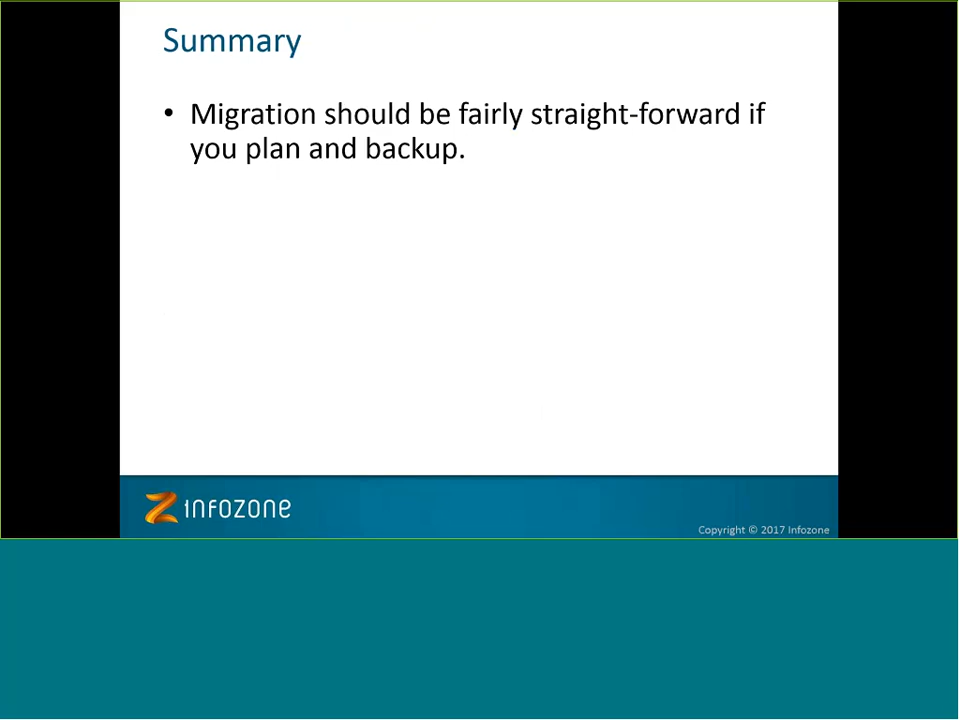 Summary
• Migration should be fairly straight-forward if
you plan and backup.
infozone
Copyright © 2017 Infozone